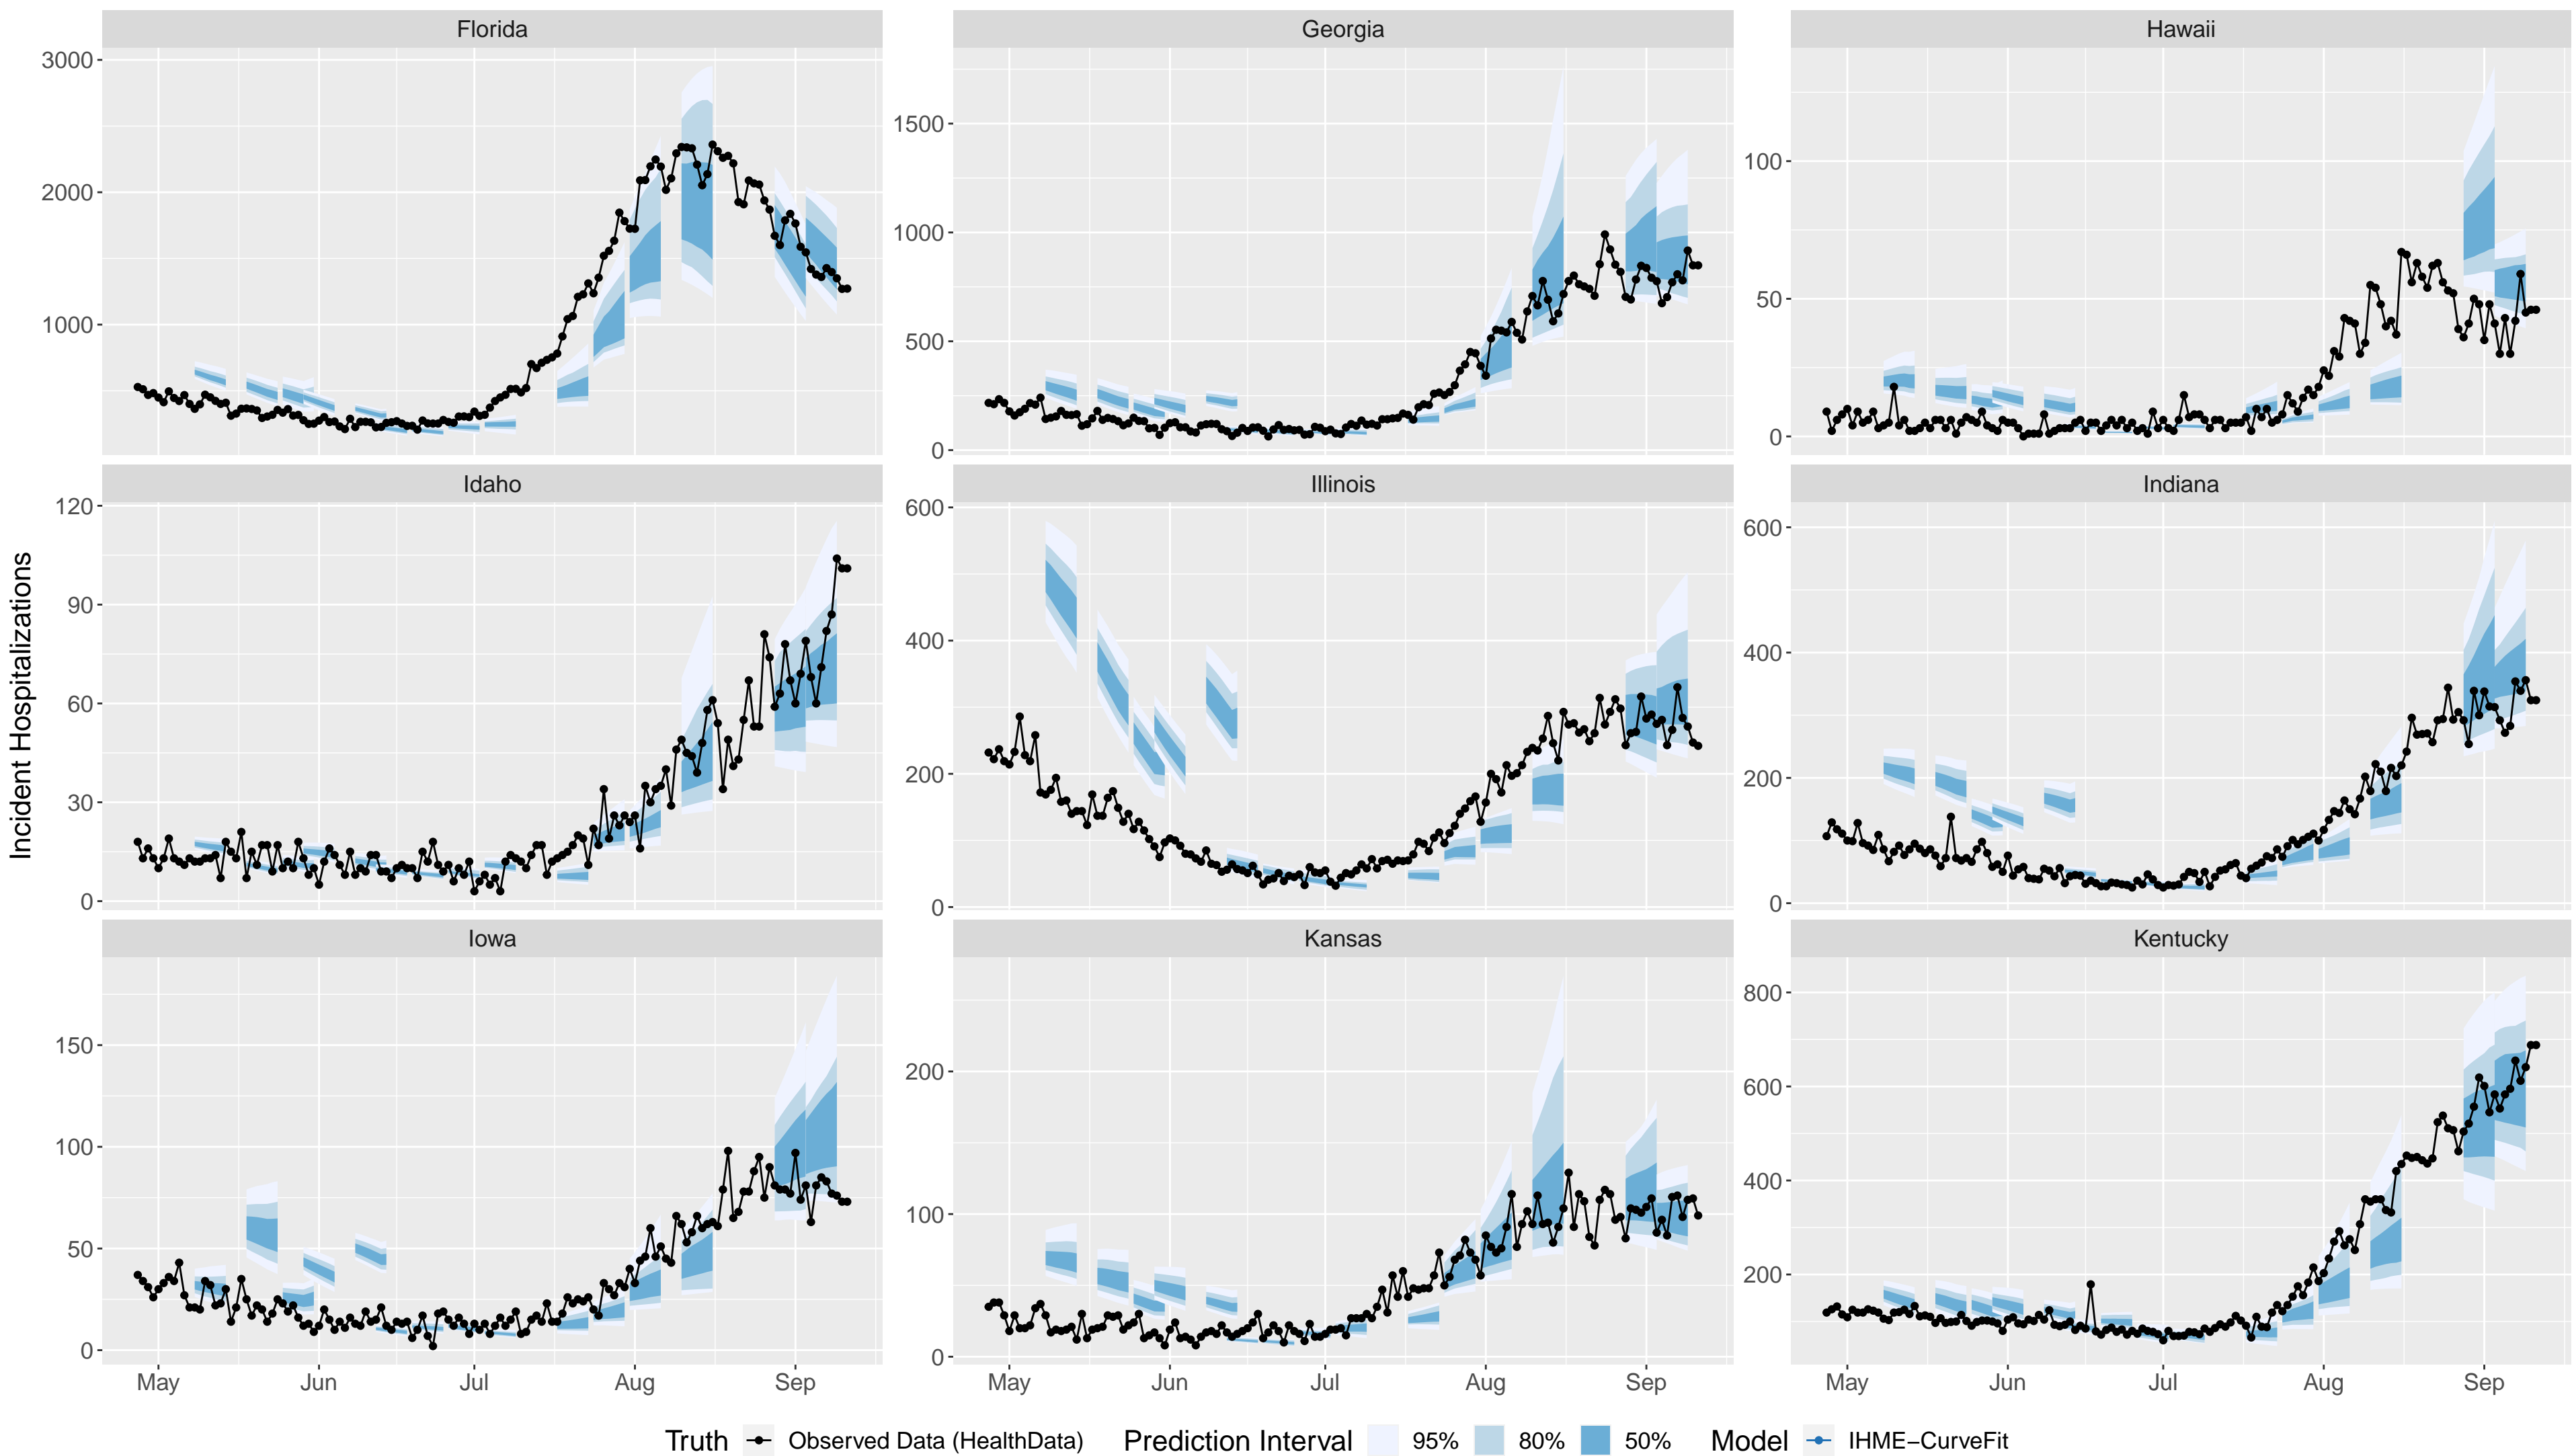 Florida
Georgia
Hawaii
3000
2000
1000
1500
1000
500
0
100
50
0
Idaho
Illinois
Indiana
Incident Hospitalizations
120
90
60
30
0
600
400
200
0
600
400
200
0
Iowa
Kansas
Kentucky
150
100
50
0
200
100
0
800
600
400
200
May Jun Jul Aug Sep
May Jun Jul Aug Sep
May Jun Jul Aug Sep
Truth Observed Data (HealthData) Prediction Interval 95% 80% 50% Model IHME−CurveFit